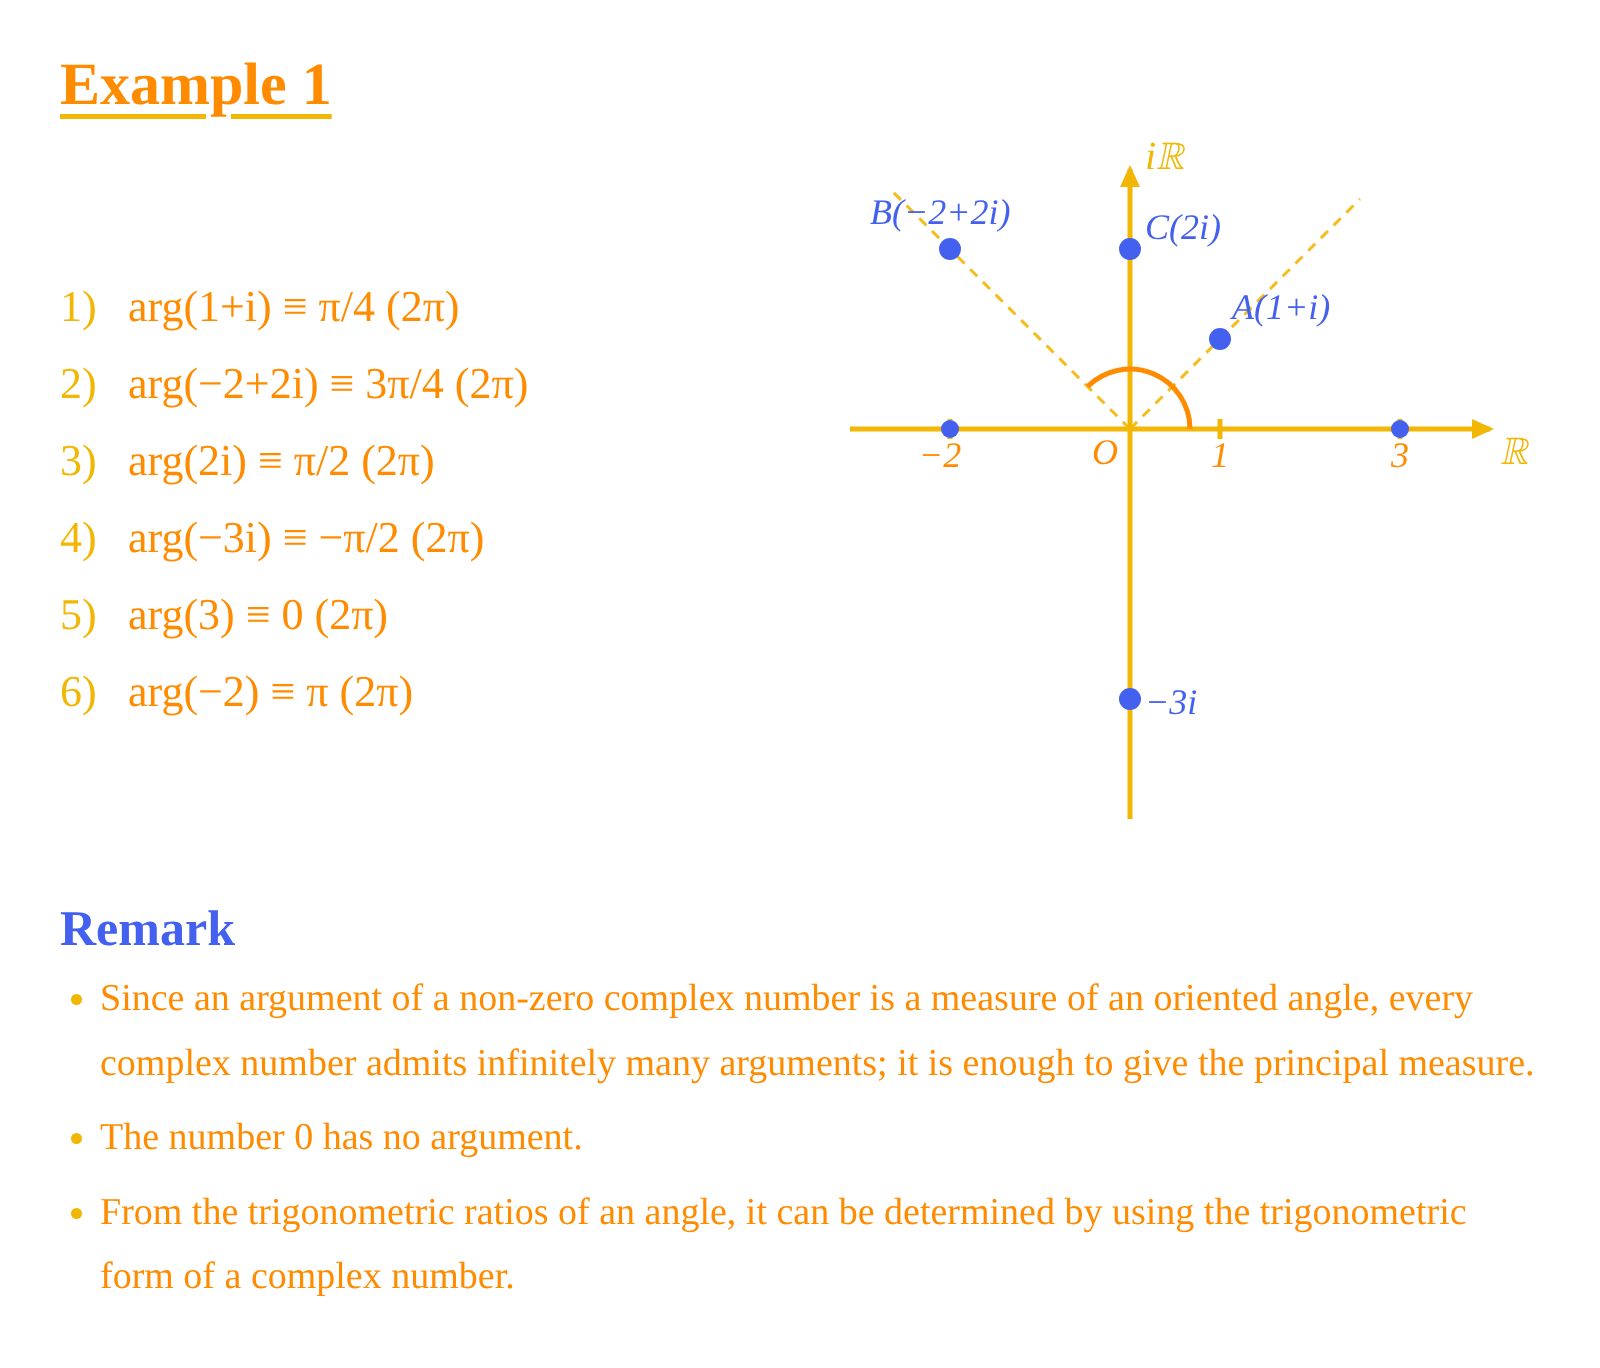 Example 1
1) arg(1+i) ≡ π/4 (2π)
2) arg(−2+2i) ≡ 3π/4 (2π)
3) arg(2i) ≡ π/2 (2π)
4) arg(−3i) ≡ −π/2 (2π)
5) arg(3) ≡ 0 (2π)
6) arg(−2) ≡ π (2π)
iℝ
B(−2+2i)
C(2i)
A(1+i)
−2
O
1
3
ℝ
−3i
Remark
• Since an argument of a non-zero complex number is a measure of an oriented angle, every
complex number admits infinitely many arguments; it is enough to give the principal measure.
• The number 0 has no argument.
• From the trigonometric ratios of an angle, it can be determined by using the trigonometric
form of a complex number.